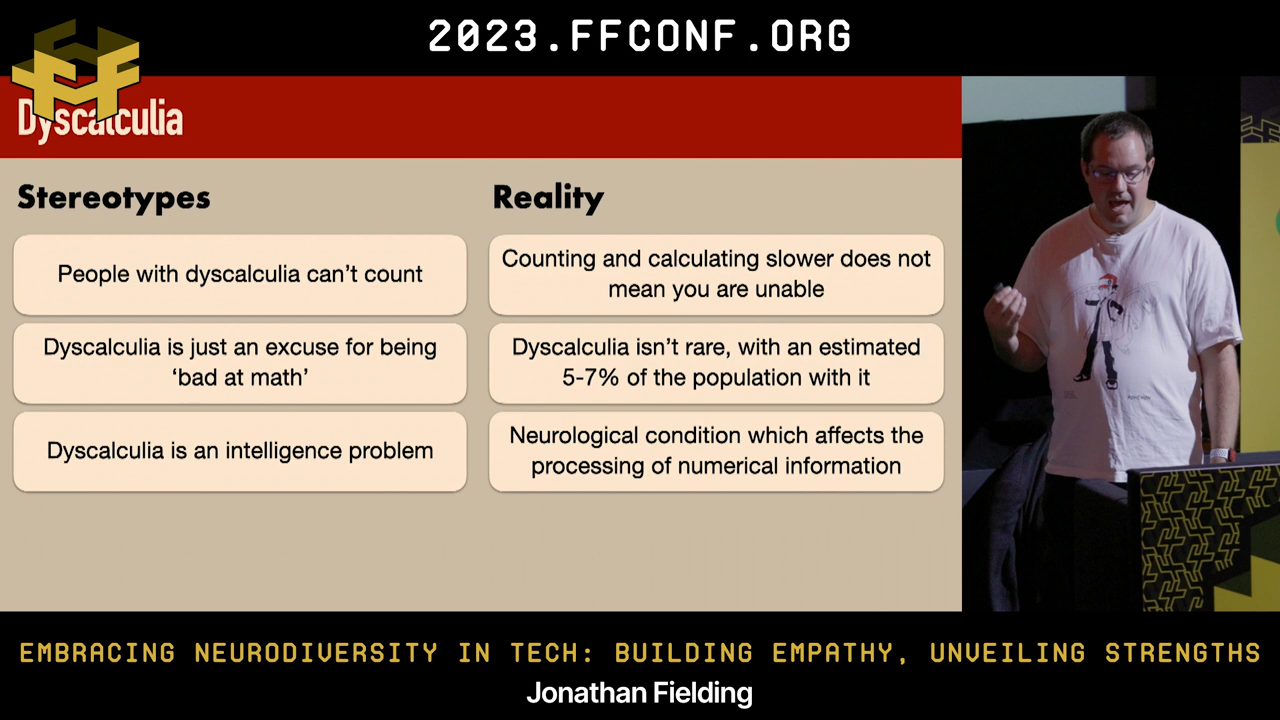 2023.FFCONF.ORG
Dyscalculia
Stereotypes
Reality
People with dyscalculia can’t count
Counting and calculating slower does not
mean you are unable
Dyscalculia is just an excuse for being
‘bad at math’
Dyscalculia isn’t rare, with an estimated
5-7% of the population with it
Dyscalculia is an intelligence problem
Neurological condition which affects the
processing of numerical information
EMBRACING NEURODIVERSITY IN TECH: BUILDING EMPATHY, UNVEILING STRENGTHS
Jonathan Fielding